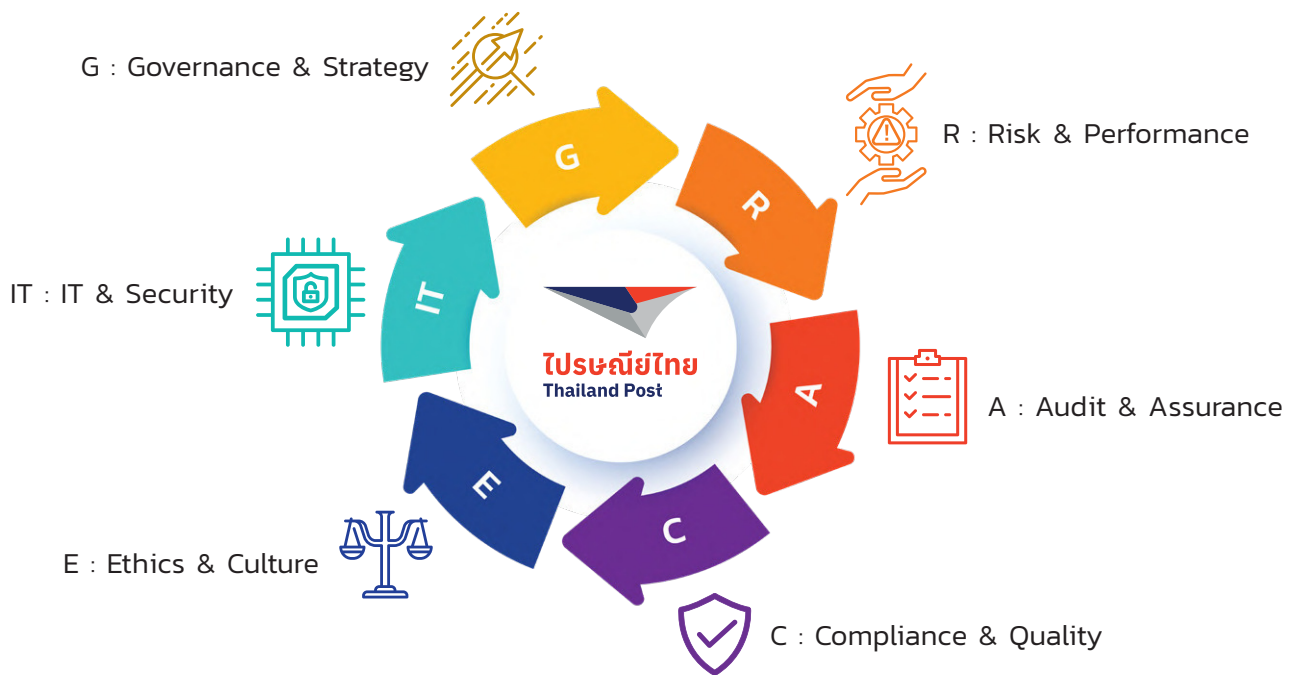 G : Governance & Strategy
R : Risk & Performance
G
R
IT
IT : IT & Security
ไปรษณีย์ไทย
Thailand Post
A
A : Audit & Assurance
E
C
E : Ethics & Culture
C : Compliance & Quality